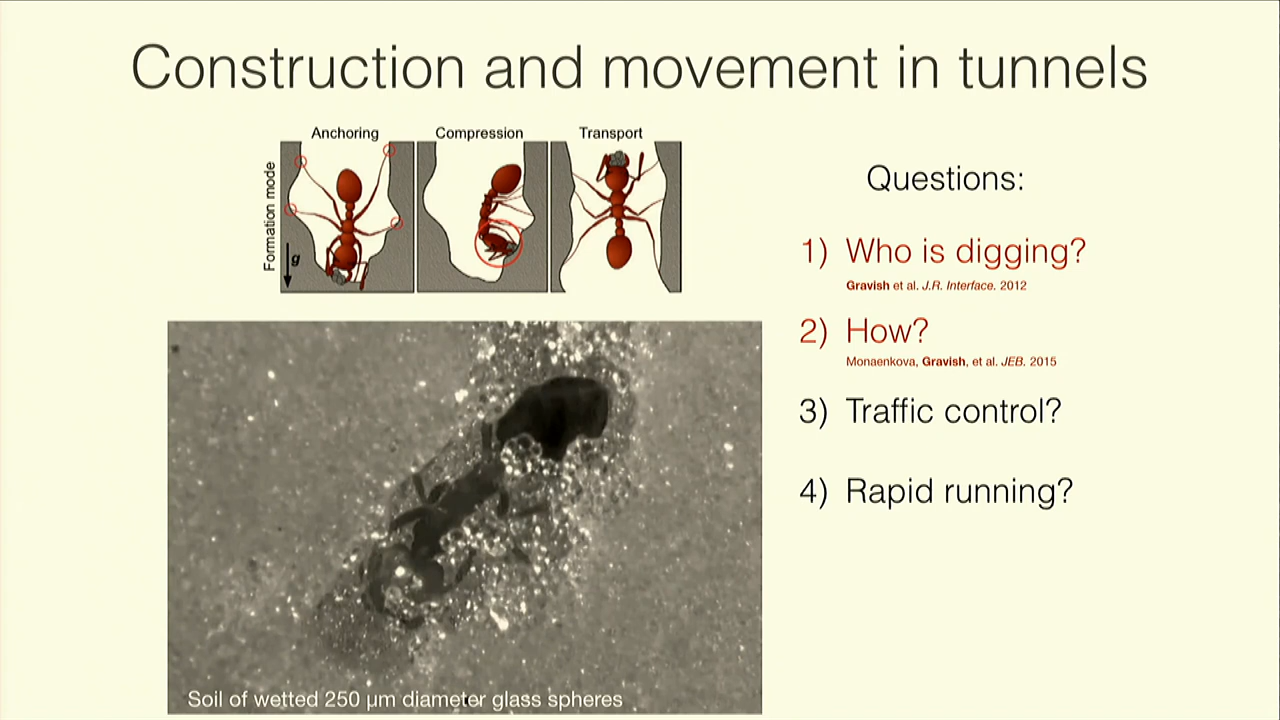 Construction and movement in tunnels
Anchoring
Compression
Transport
Formation mode
g
Questions:
1) Who is digging?
Gravish et al. J.R. Interface. 2012
2) How?
Monaenkova, Gravish, et al. JEB. 2015
3) Traffic control?
4) Rapid running?
Soil of wetted 250 µm diameter glass spheres